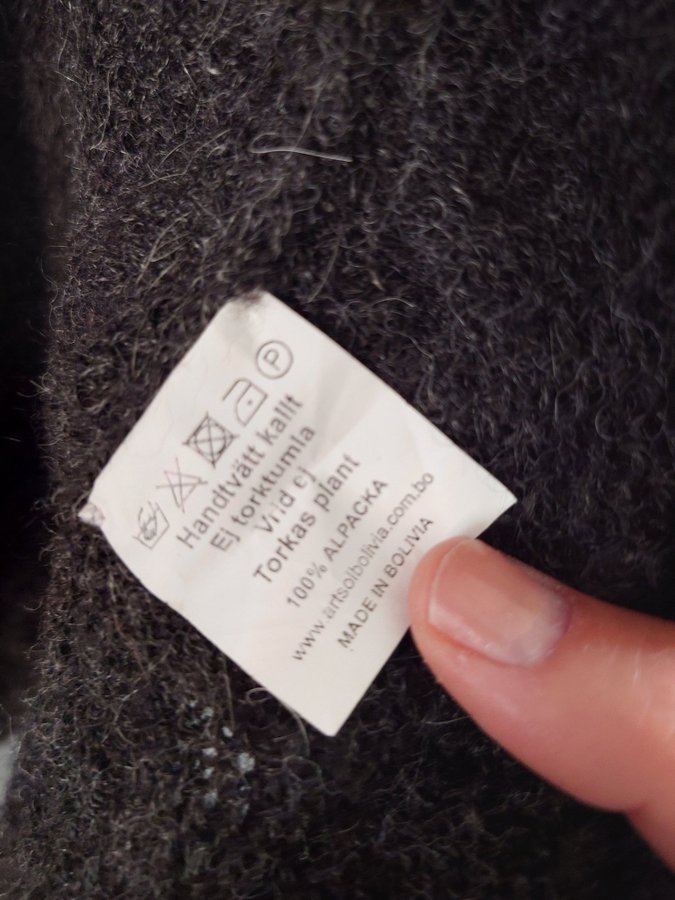 P
Handtvätt kallt
Ej torktumla
Vrid ej
Torkas plant
100% ALPACKA
www.artsolbolivia.com.bo
MADE IN BOLIVIA